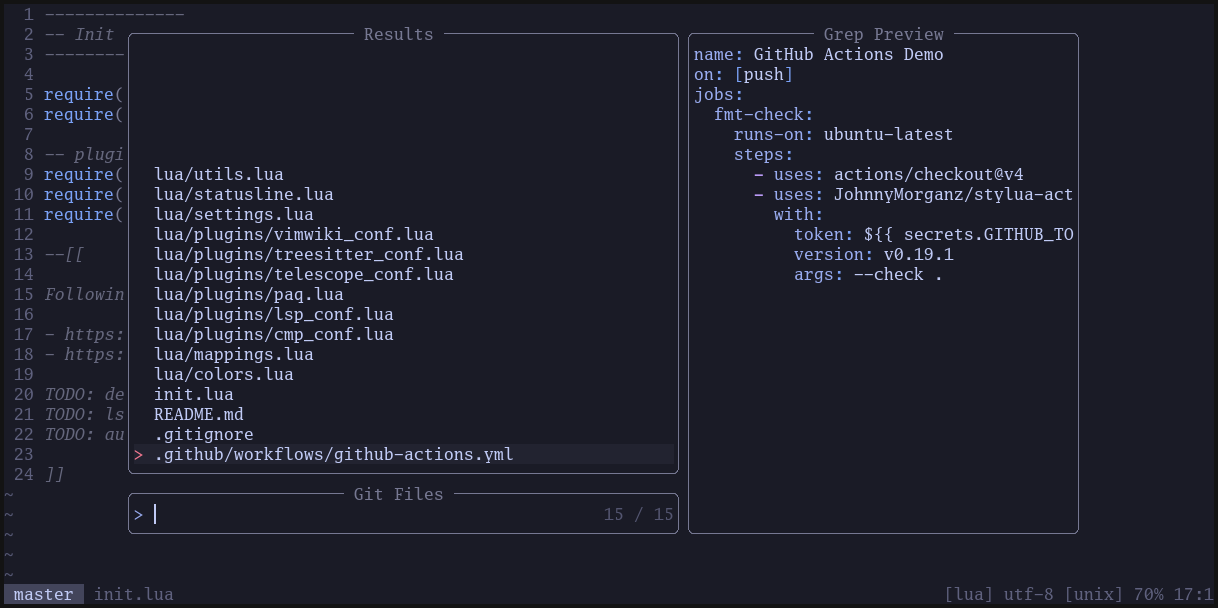 1 --------------
2 -- Init
3 --------
4
5 require(
6 require(
7
8 -- plugi
9 require(
10 require(
11 require(
12
13 --[[
14
15 Followin
16
17 - https:
18 - https:
19
20 TODO: de
21 TODO: ls
22 TODO: au
23
24 ]]
~
~
~
~
~
Results
lua/utils.lua
lua/statusline.lua
lua/settings.lua
lua/plugins/vimwiki_conf.lua
lua/plugins/treesitter_conf.lua
lua/plugins/telescope_conf.lua
lua/plugins/paq.lua
lua/plugins/lsp_conf.lua
lua/plugins/cmp_conf.lua
lua/mappings.lua
lua/colors.lua
init.lua
README.md
.gitignore
> .github/workflows/github-actions.yml
Git Files
> 15 / 15
Grep Preview
name: GitHub Actions Demo
on: [push]
jobs:
  fmt-check:
    runs-on: ubuntu-latest
    steps:
      - uses: actions/checkout@v4
      - uses: JohnnyMorganz/stylua-act
        with:
          token: ${{ secrets.GITHUB_TO
          version: v0.19.1
          args: --check .
master init.lua [lua] utf-8 [unix] 70% 17:1